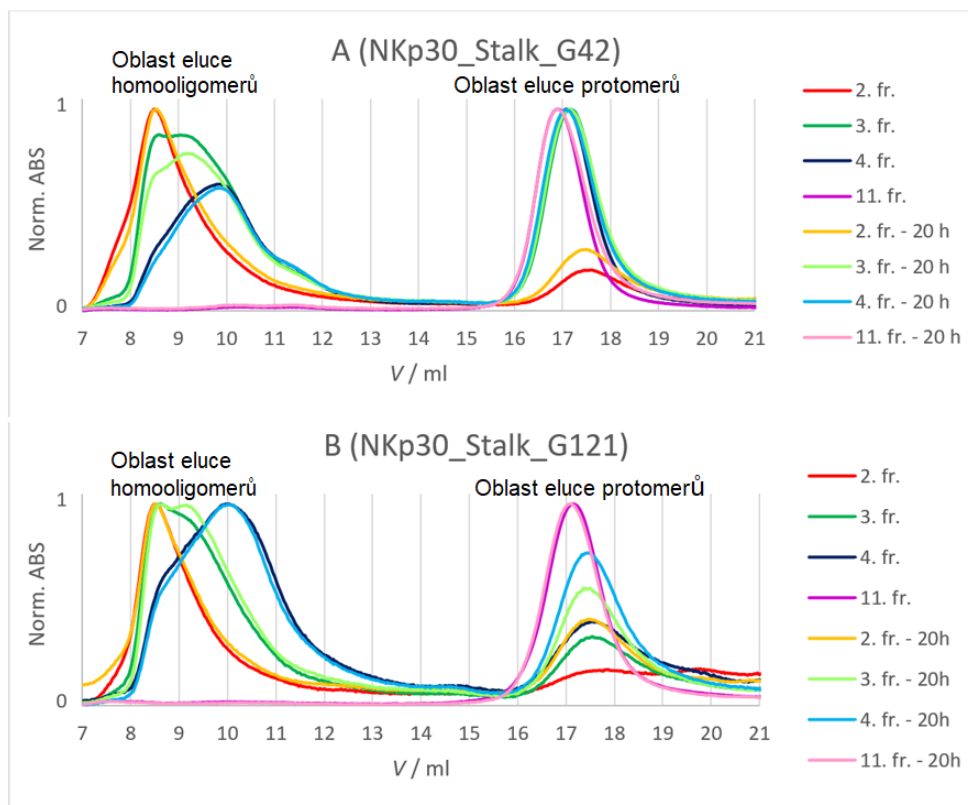 A (NKp30_Stalk_G42)
Oblast eluce
homooligomerů
Oblast eluce protomerů
1
0
Norm. ABS
7 8 9 10 11 12 13 14 15 16 17 18 19 20 21
V / ml
2. fr.
3. fr.
4. fr.
11. fr.
2. fr. - 20 h
3. fr. - 20 h
4. fr. - 20 h
11. fr. - 20 h
B (NKp30_Stalk_G121)
Oblast eluce
homooligomerů
Oblast eluce protomerů
1
0
Norm. ABS
7 8 9 10 11 12 13 14 15 16 17 18 19 20 21
V / ml
2. fr.
3. fr.
4. fr.
11. fr.
2. fr. - 20h
3. fr. - 20h
4. fr. - 20h
11. fr. - 20h